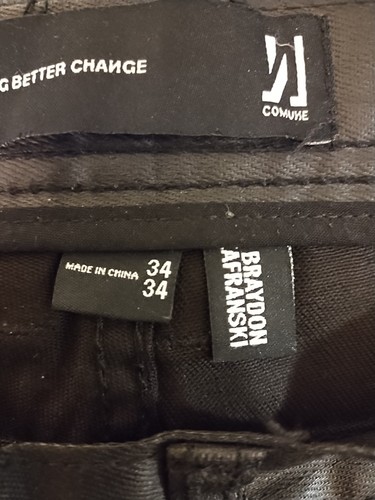 G BETTER CHANGE
COMUNE
MADE IN CHINA 34
34
BRAYDON
AFRANSKI